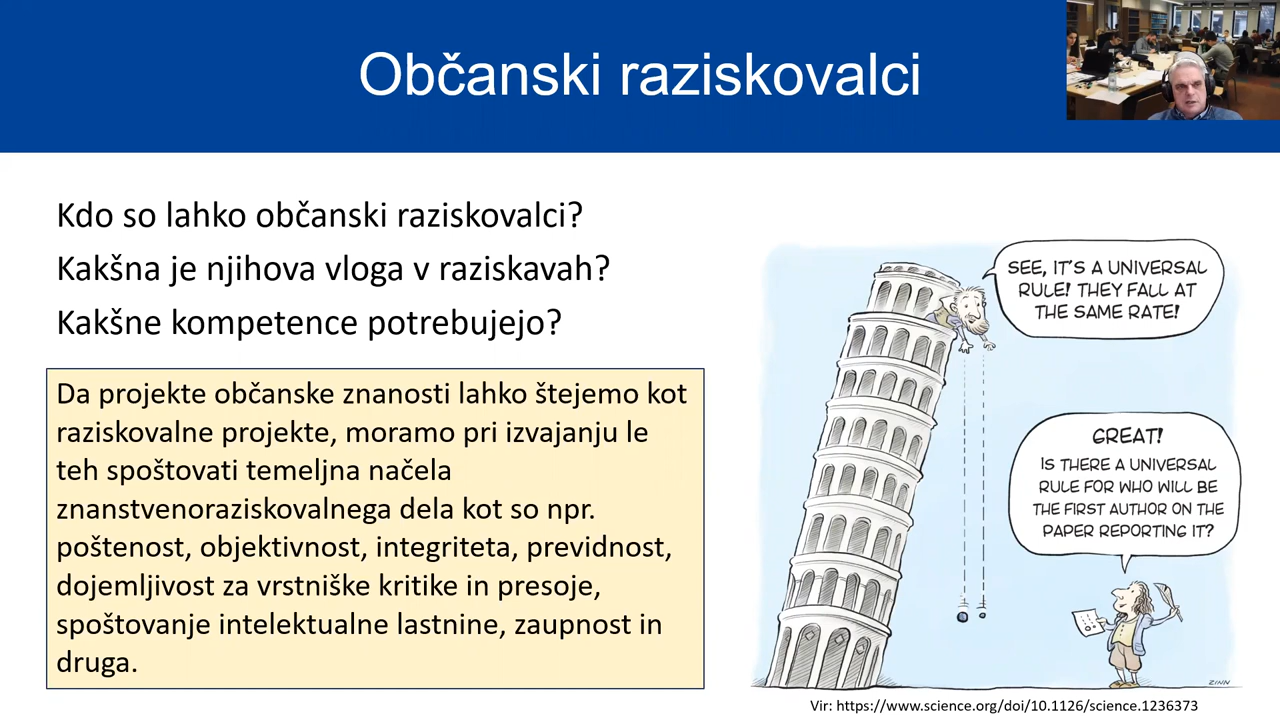 Občanski raziskovalci
Kdo so lahko občanski raziskovalci?
Kakšna je njihova vloga v raziskavah?
Kakšne kompetence potrebujejo?
Da projekte občanske znanosti lahko štejemo kot
raziskovalne projekte, moramo pri izvajanju le
teh spoštovati temeljna načela
znanstvenoraziskovalnega dela kot so npr.
poštenost, objektivnost, integriteta, previdnost,
dojemljivost za vrstniške kritike in presoje,
spoštovanje intelektualne lastnine, zaupnost in
druga.
SEE, IT'S A UNIVERSAL
RULE! THEY FALL AT
THE SAME RATE!
GREAT!
IS THERE A UNIVERSAL
RULE FOR WHO WILL BE
THE FIRST AUTHOR ON THE
PAPER REPORTING IT?
ZINN
Vir: https://www.science.org/doi/10.1126/science.1236373